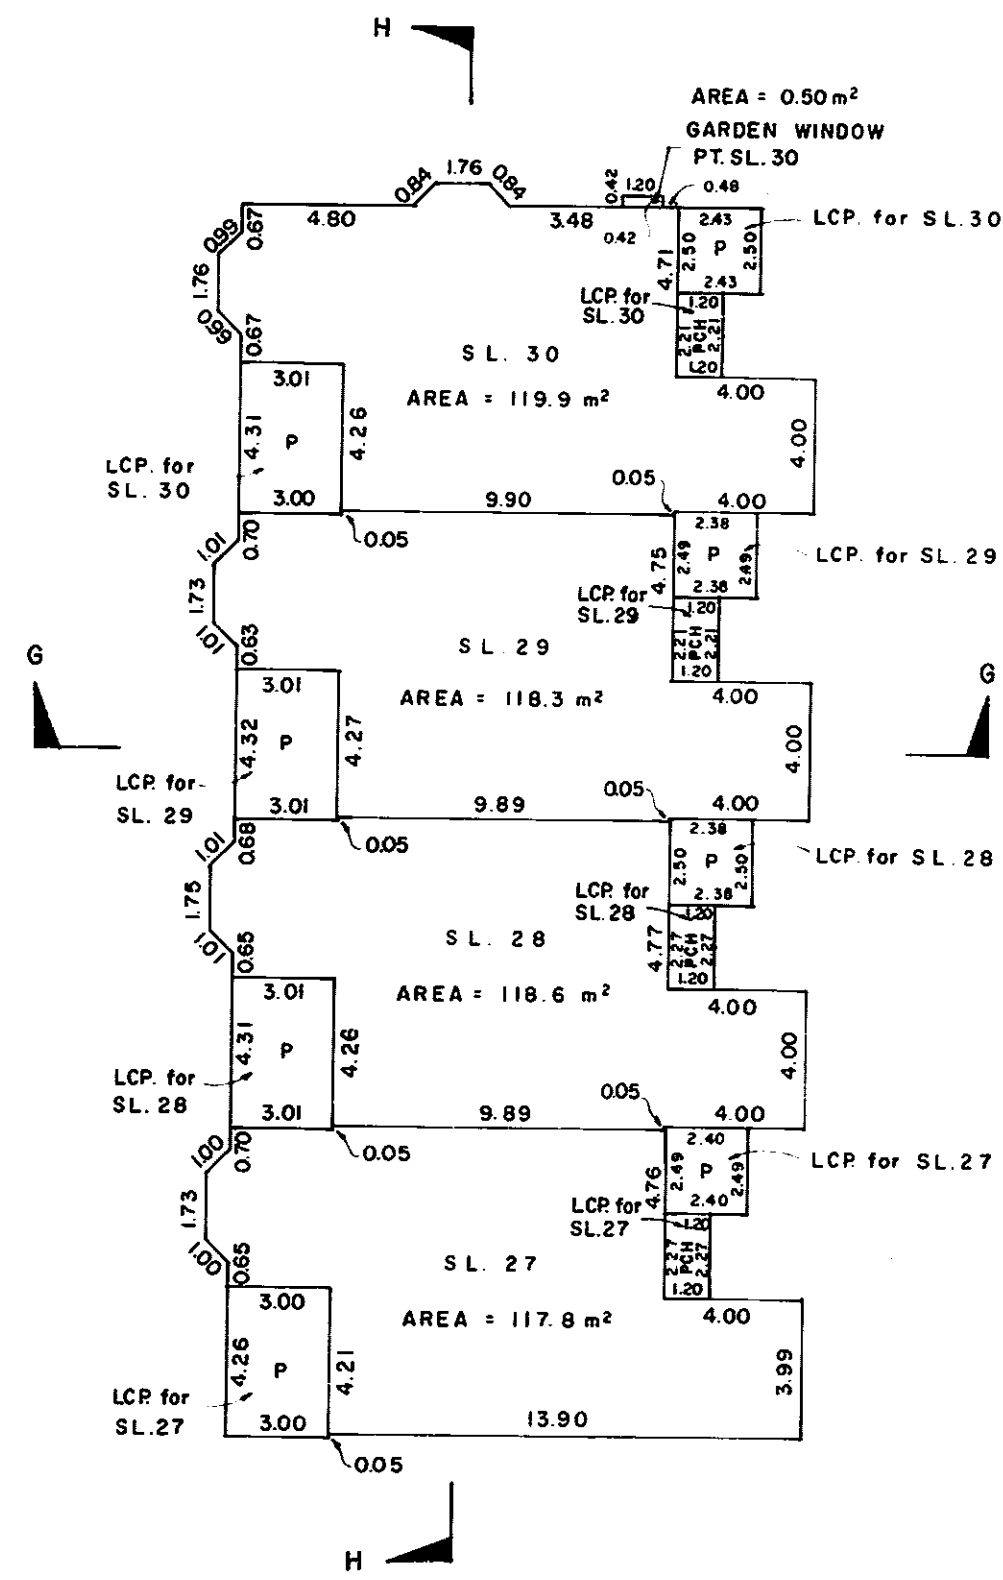 H
AREA = 0.50 m²
GARDEN WINDOW
PT. SL. 30
0.84 1.76 0.84
0.42 1.20 0.48
0.99 0.67 4.80 3.48
0.42
2.43
LCP. for SL. 30
2.50 P 2.50
4.71
2.43
1.76
LCP. for
SL. 30
1.20
2.21 PCH 2.21
1.20
0.99
0.67
SL. 30
3.01
4.00
AREA = 119.9 m²
4.31 P 4.26
4.00
LCP. for
SL. 30
3.00
9.90
0.05
4.00
0.05
1.01 0.70
2.38
2.49 P 2.49
LCP. for SL. 29
4.75
2.38
1.73
LCP. for
SL. 29
1.20
2.21 PCH 2.21
1.20
1.01 0.63
SL. 29
G
G
3.01
4.00
AREA = 118.3 m²
4.32 P 4.27
4.00
LCP. for
SL. 29
3.01
9.89
0.05
4.00
0.05
1.01 0.68
2.38
2.50 P 2.50
LCP. for SL. 28
2.38
1.75
LCP. for
SL. 28
1.20
4.77
2.27 PCH 2.27
1.20
1.01 0.65
SL. 28
3.01
4.00
AREA = 118.6 m²
4.31 P 4.26
4.00
LCP. for
SL. 28
3.01
9.89
0.05
4.00
0.05
1.00 0.70
2.40
2.49 P 2.49
LCP. for SL. 27
4.76
2.40
1.73
LCP. for
SL. 27
1.20
2.27 PCH 2.27
1.20
1.00 0.65
SL. 27
3.00
4.00
AREA = 117.8 m²
4.26 P 4.21
3.99
LCP. for
SL. 27
3.00
13.90
0.05
H